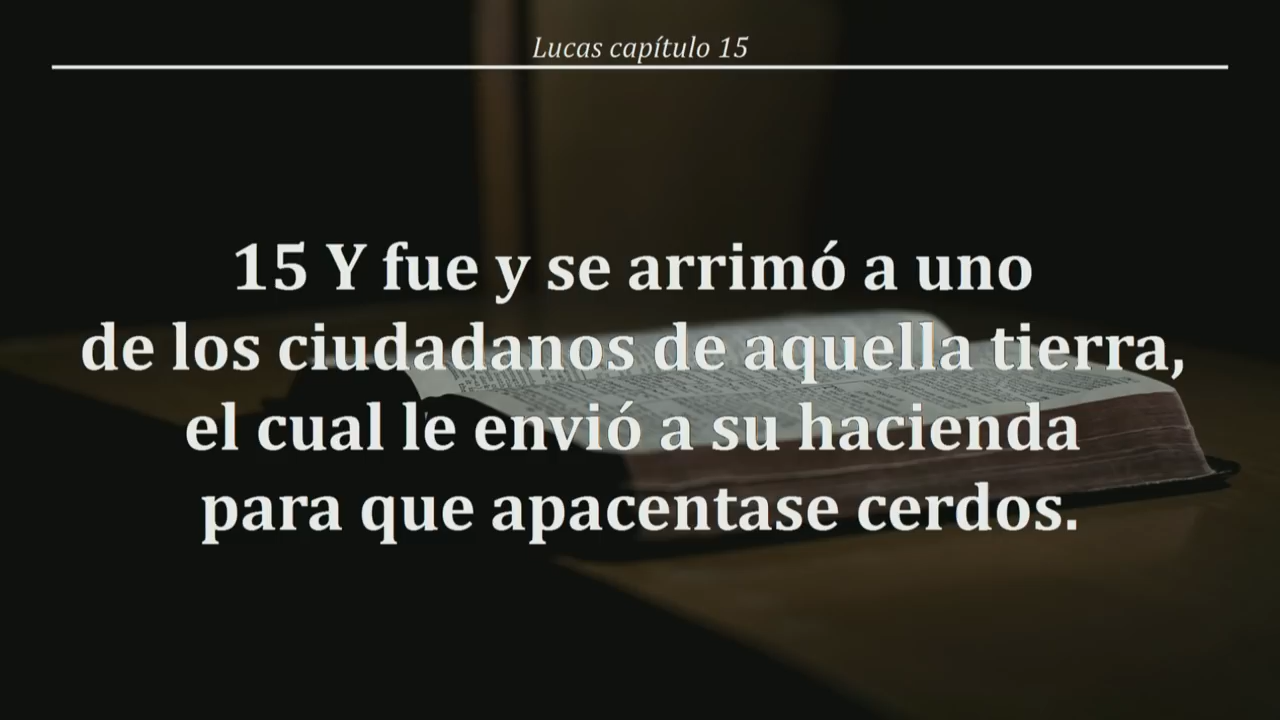 Lucas capítulo 15
15 Y fue y se arrimó a uno
de los ciudadanos de aquella tierra,
el cual le envió a su hacienda
para que apacentase cerdos.